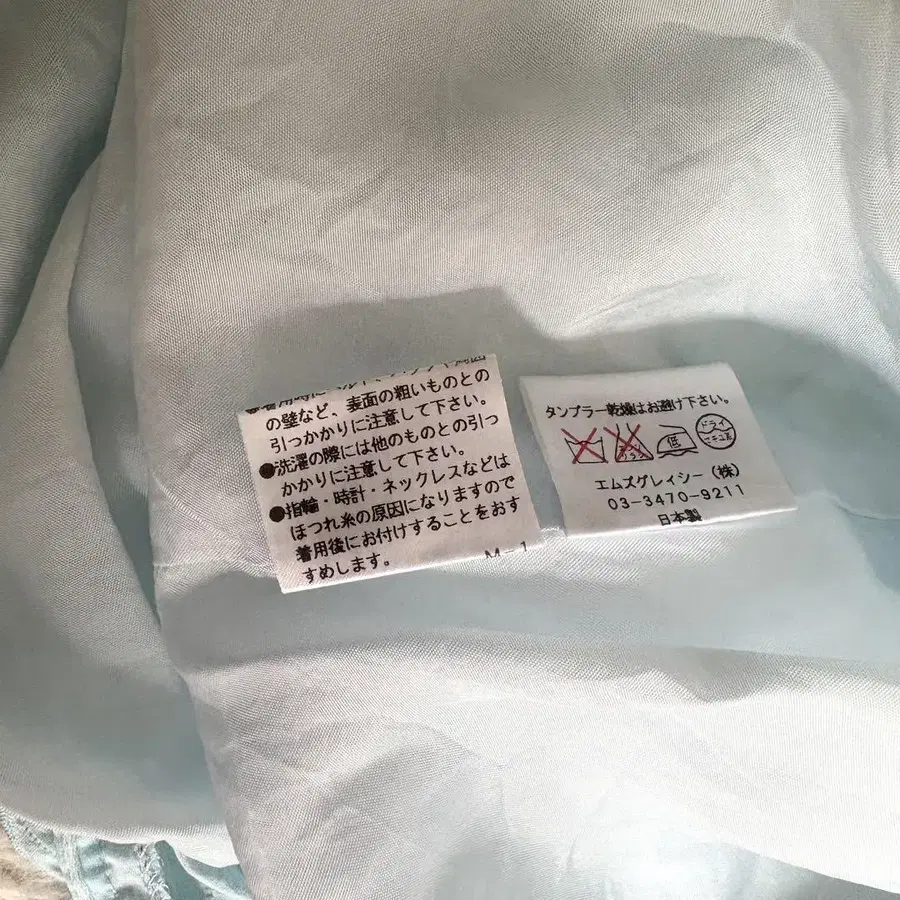 の壁など、表面の粗いものとの
引っかかりに注意して下さい。
●洗濯の際には他のものとの引っ
かかりに注意して下さい。
●指輪・時計・ネックレスなどは
ほつれ糸の原因になりますので
着用後にお付けすることをおす
すめします。
M-1
タンブラー乾燥はお避け下さい。
低
ドライ
セキユ系
エムズグレイシー(株)
03-3470-9211
日本製